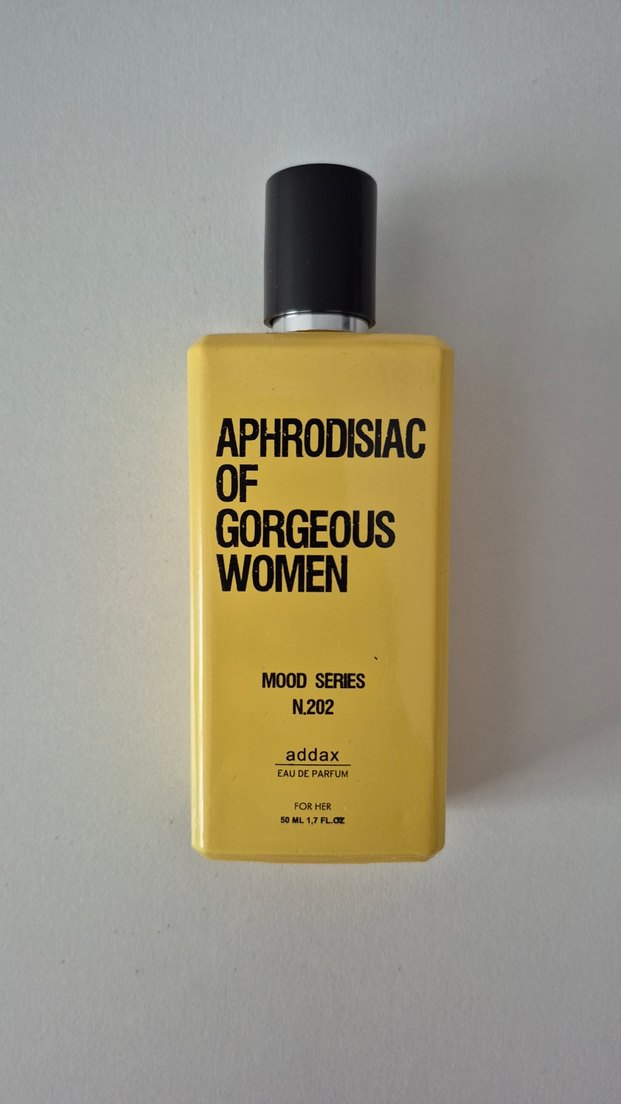 APHRODISIAC
OF
GORGEOUS
WOMEN
MOOD SERIES
N.202
addax
EAU DE PARFUM
FOR HER
50 ML 1,7 FL.OZ